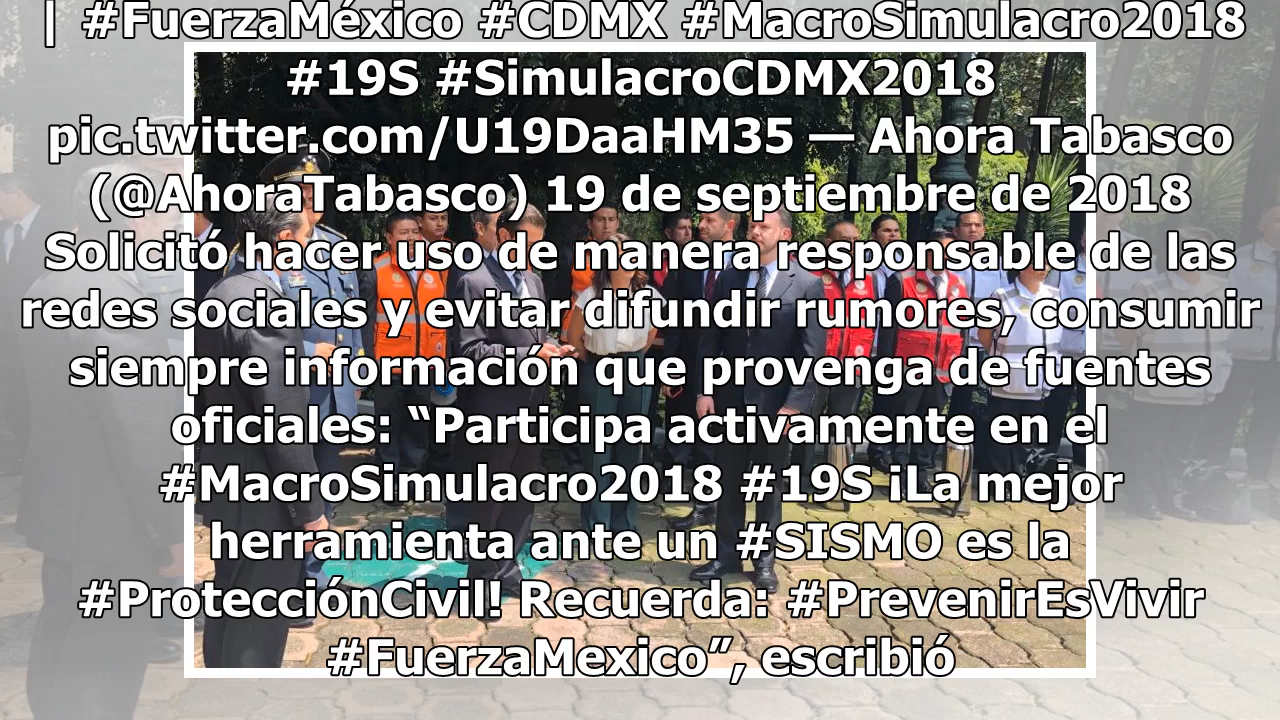 | #FuerzaMéxico #CDMX #MacroSimulacro2018
#19S #SimulacroCDMX2018
pic.twitter.com/U19DaaHM35 — Ahora Tabasco
(@AhoraTabasco) 19 de septiembre de 2018
Solicitó hacer uso de manera responsable de las
redes sociales y evitar difundir rumores, consumir
siempre información que provenga de fuentes
oficiales: “Participa activamente en el
#MacroSimulacro2018 #19S ¡La mejor
herramienta ante un #SISMO es la
#ProtecciónCivil! Recuerda: #PrevenirEsVivir
#FuerzaMexico”, escribió